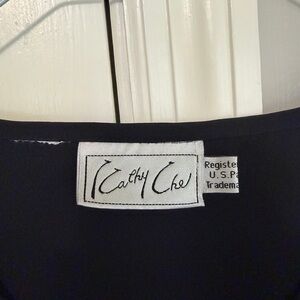 Kathy Che
Registe
U.S.Pa
Tradema